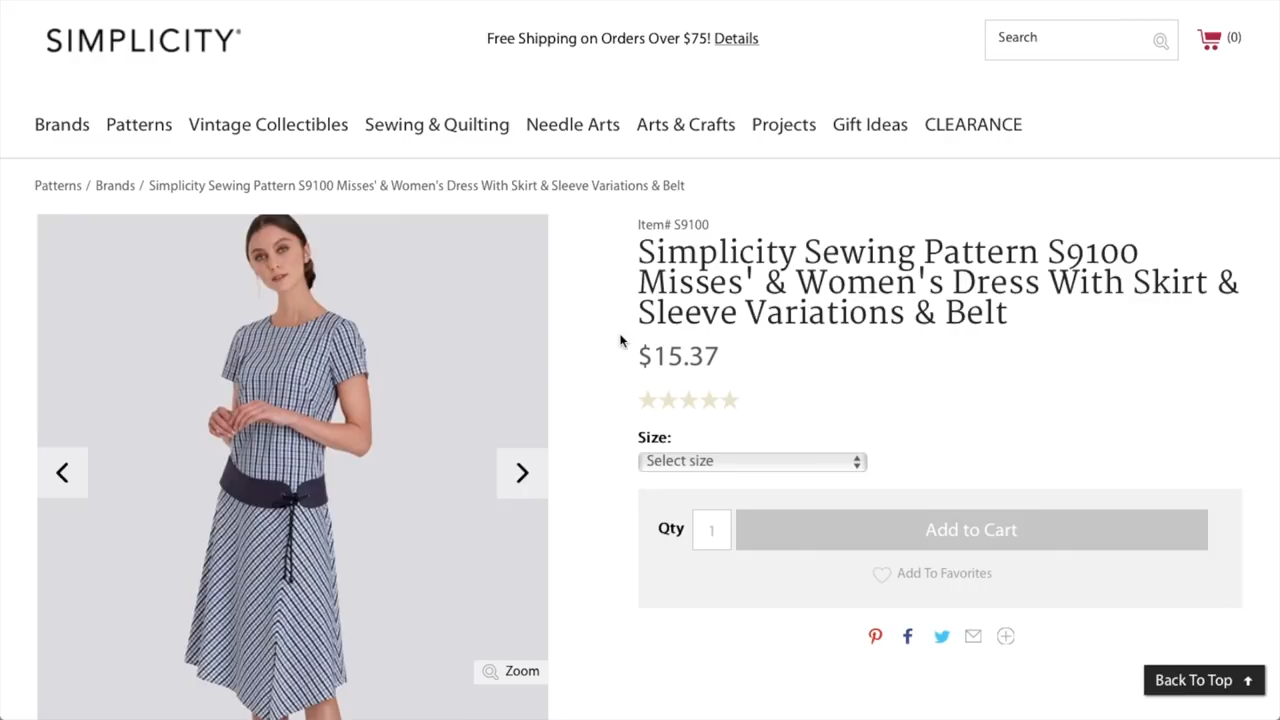 SIMPLICITY®
Free Shipping on Orders Over $75! Details
Search
(0)
Brands Patterns Vintage Collectibles Sewing & Quilting Needle Arts Arts & Crafts Projects Gift Ideas CLEARANCE
Patterns / Brands / Simplicity Sewing Pattern S9100 Misses' & Women's Dress With Skirt & Sleeve Variations & Belt
Item# S9100
Simplicity Sewing Pattern S9100
Misses' & Women's Dress With Skirt &
Sleeve Variations & Belt
$15.37
Size:
Select size
Qty 1 Add to Cart
Add To Favorites
Zoom
Back To Top